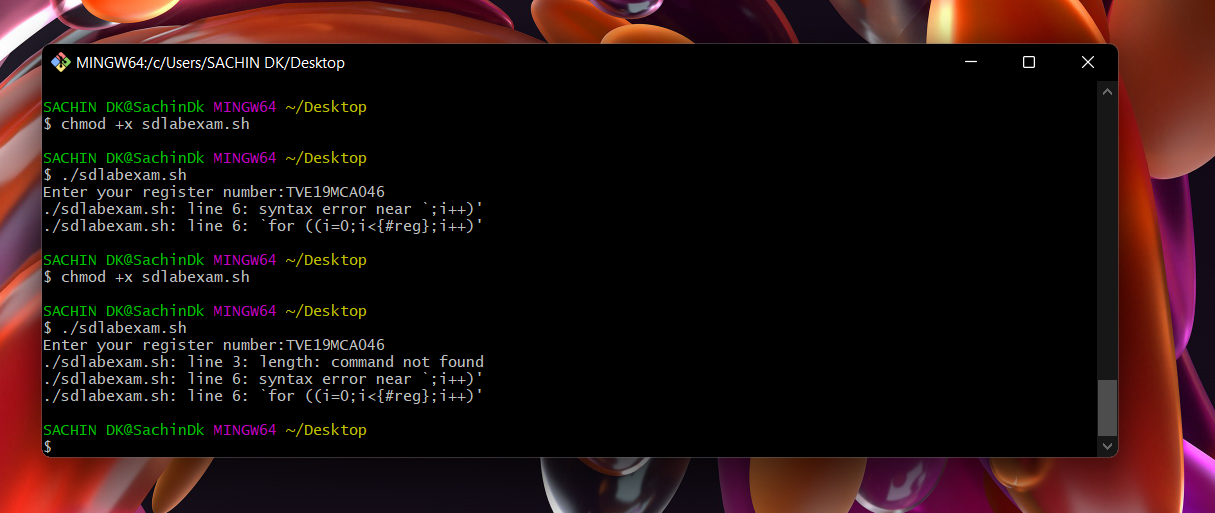 MINGW64:/c/Users/SACHIN DK/Desktop
SACHIN DK@SachinDk MINGW64 ~/Desktop
$ chmod +x sdlabexam.sh
SACHIN DK@SachinDk MINGW64 ~/Desktop
$ ./sdlabexam.sh
Enter your register number:TVE19MCA046
./sdlabexam.sh: line 6: syntax error near `;i++)'
./sdlabexam.sh: line 6: `for ((i=0;i<{#reg};i++)'
SACHIN DK@SachinDk MINGW64 ~/Desktop
$ chmod +x sdlabexam.sh
SACHIN DK@SachinDk MINGW64 ~/Desktop
$ ./sdlabexam.sh
Enter your register number:TVE19MCA046
./sdlabexam.sh: line 3: length: command not found
./sdlabexam.sh: line 6: syntax error near `;i++)'
./sdlabexam.sh: line 6: `for ((i=0;i<{#reg};i++)'
SACHIN DK@SachinDk MINGW64 ~/Desktop
$